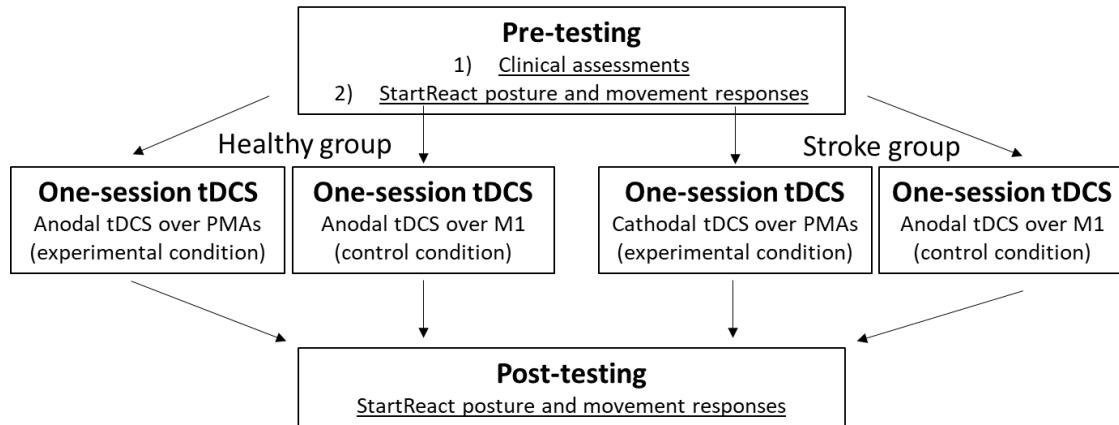 Pre-testing
1) Clinical assessments
2) StartReact posture and movement responses
Healthy group
Stroke group
One-session tDCS
Anodal tDCS over PMAs
(experimental condition)
One-session tDCS
Anodal tDCS over M1
(control condition)
One-session tDCS
Cathodal tDCS over PMAs
(experimental condition)
One-session tDCS
Anodal tDCS over M1
(control condition)
Post-testing
StartReact posture and movement responses